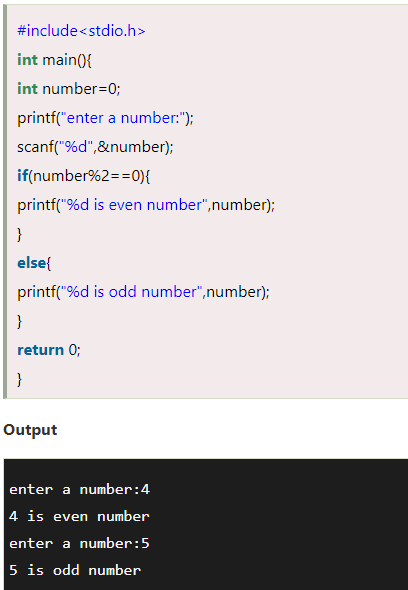 #include<stdio.h>
int main(){
int number=0;
printf("enter a number:");
scanf("%d",&number);
if(number%2==0){
printf("%d is even number",number);
}
else{
printf("%d is odd number",number);
}
return 0;
}
Output
enter a number:4
4 is even number
enter a number:5
5 is odd number